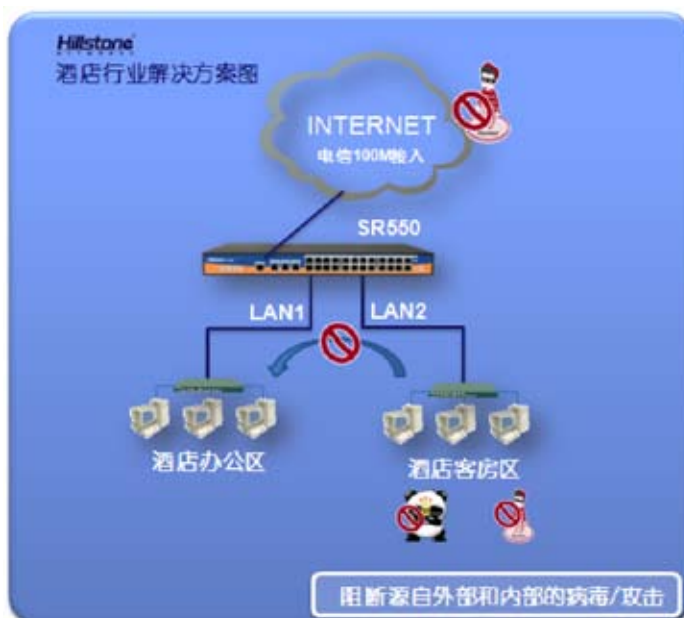 Hillstone
NETWORKS
酒店行业解决方案图
INTERNET
电信100M接入
SR550
LAN1
LAN2
酒店办公区
酒店客房区
阻断源自外部和内部的病毒/攻击